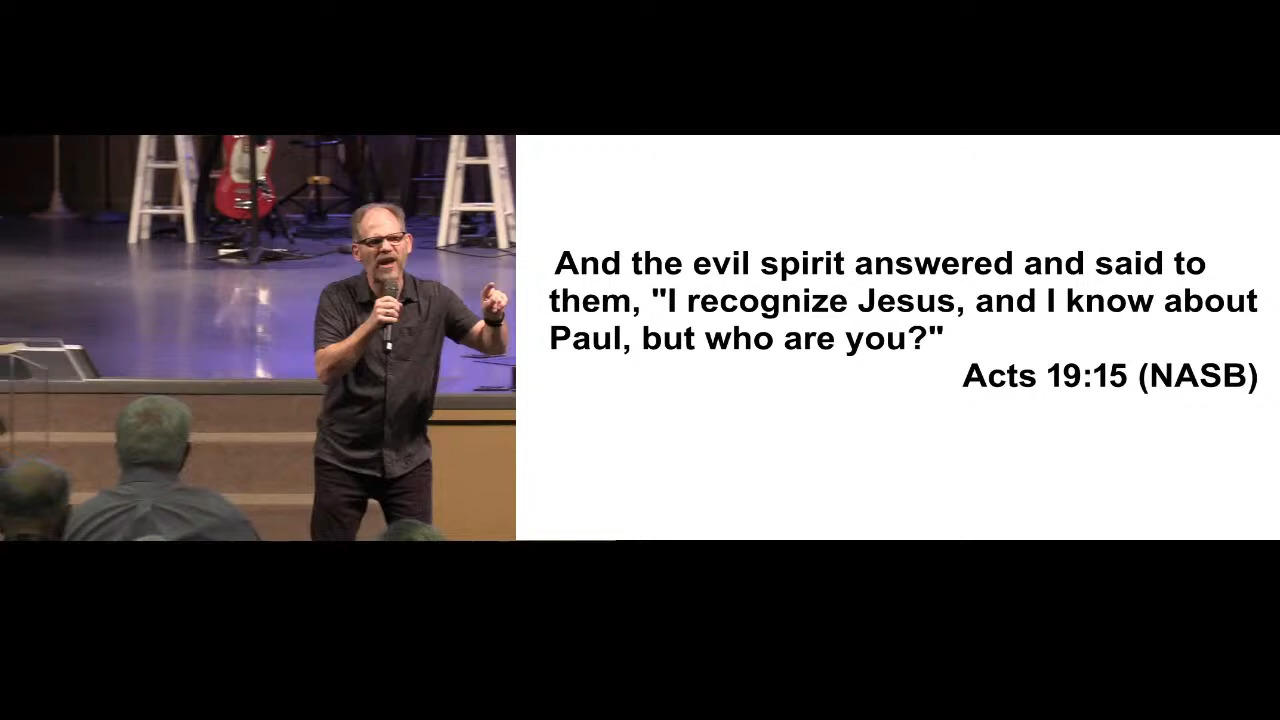 And the evil spirit answered and said to
them, "I recognize Jesus, and I know about
Paul, but who are you?"
Acts 19:15 (NASB)